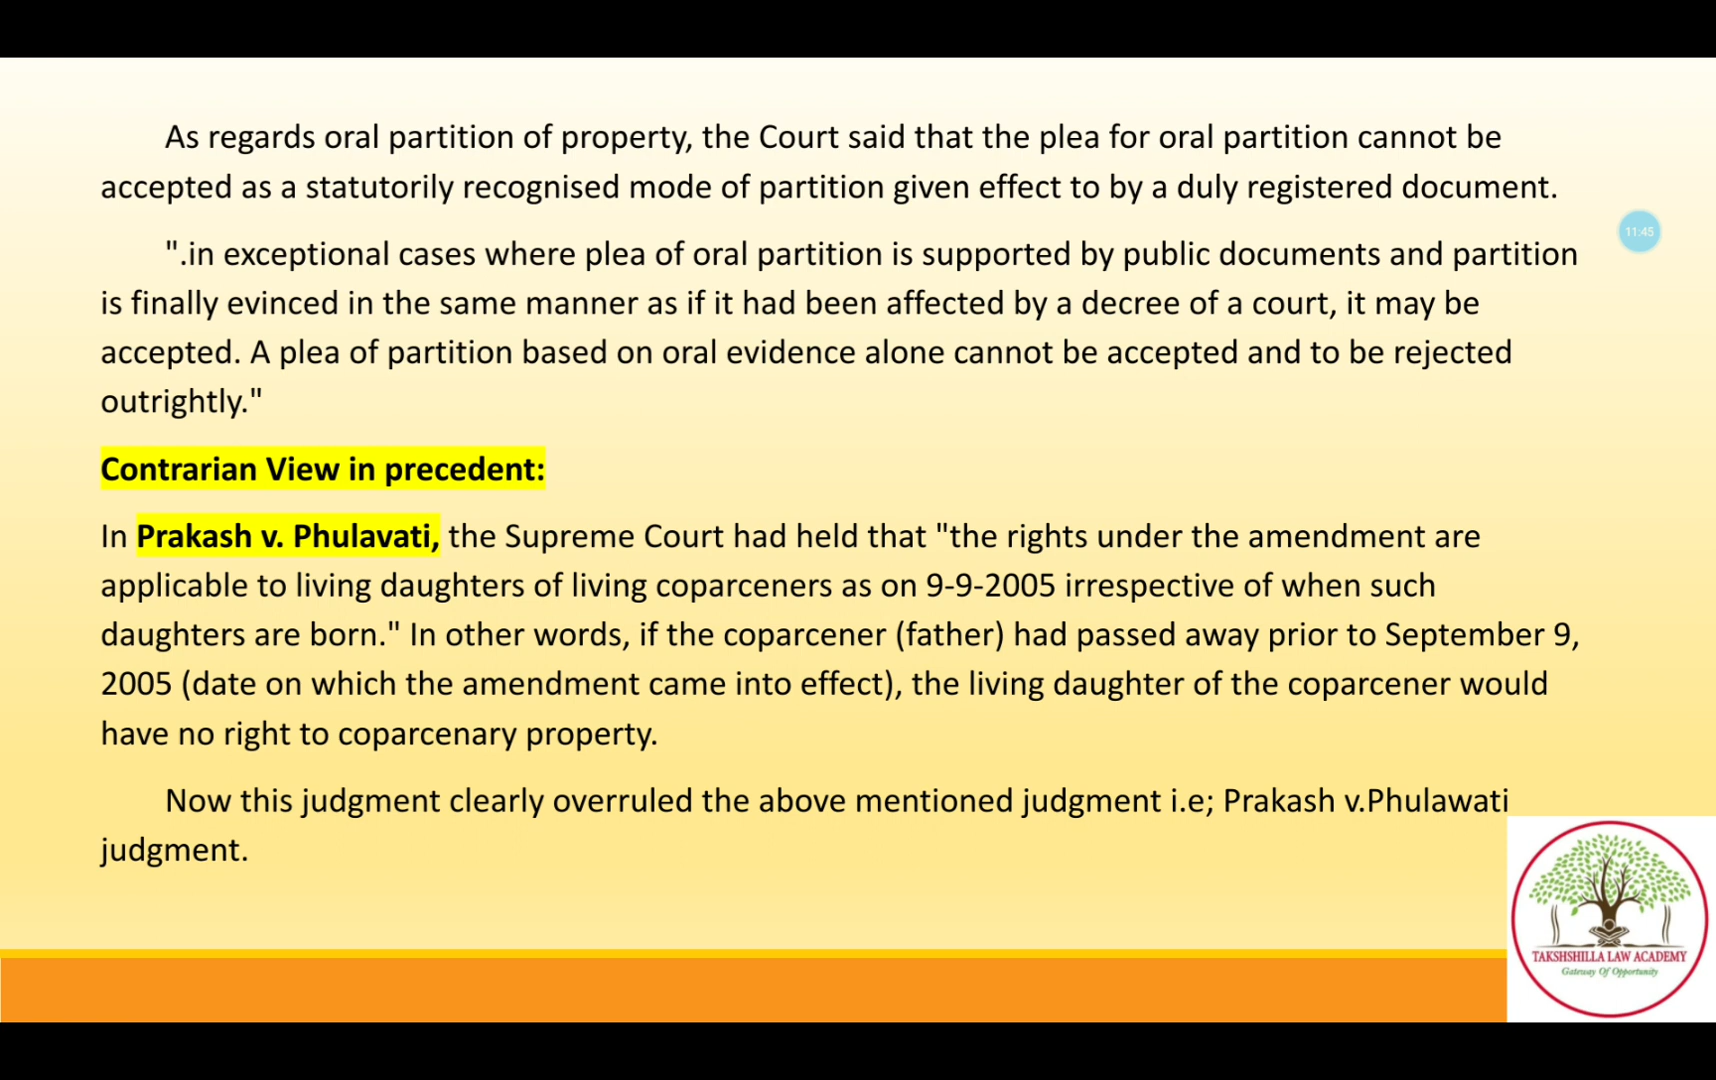 As regards oral partition of property, the Court said that the plea for oral partition cannot be
accepted as a statutorily recognised mode of partition given effect to by a duly registered document.
11:45
".in exceptional cases where plea of oral partition is supported by public documents and partition
is finally evinced in the same manner as if it had been affected by a decree of a court, it may be
accepted. A plea of partition based on oral evidence alone cannot be accepted and to be rejected
outrightly."
Contrarian View in precedent:
In Prakash v. Phulavati, the Supreme Court had held that "the rights under the amendment are
applicable to living daughters of living coparceners as on 9-9-2005 irrespective of when such
daughters are born." In other words, if the coparcener (father) had passed away prior to September 9,
2005 (date on which the amendment came into effect), the living daughter of the coparcener would
have no right to coparcenary property.
Now this judgment clearly overruled the above mentioned judgment i.e; Prakash v.Phulawati
judgment.
TAKSHSHILLA LAW ACADEMY
Gateway Of Opportunity